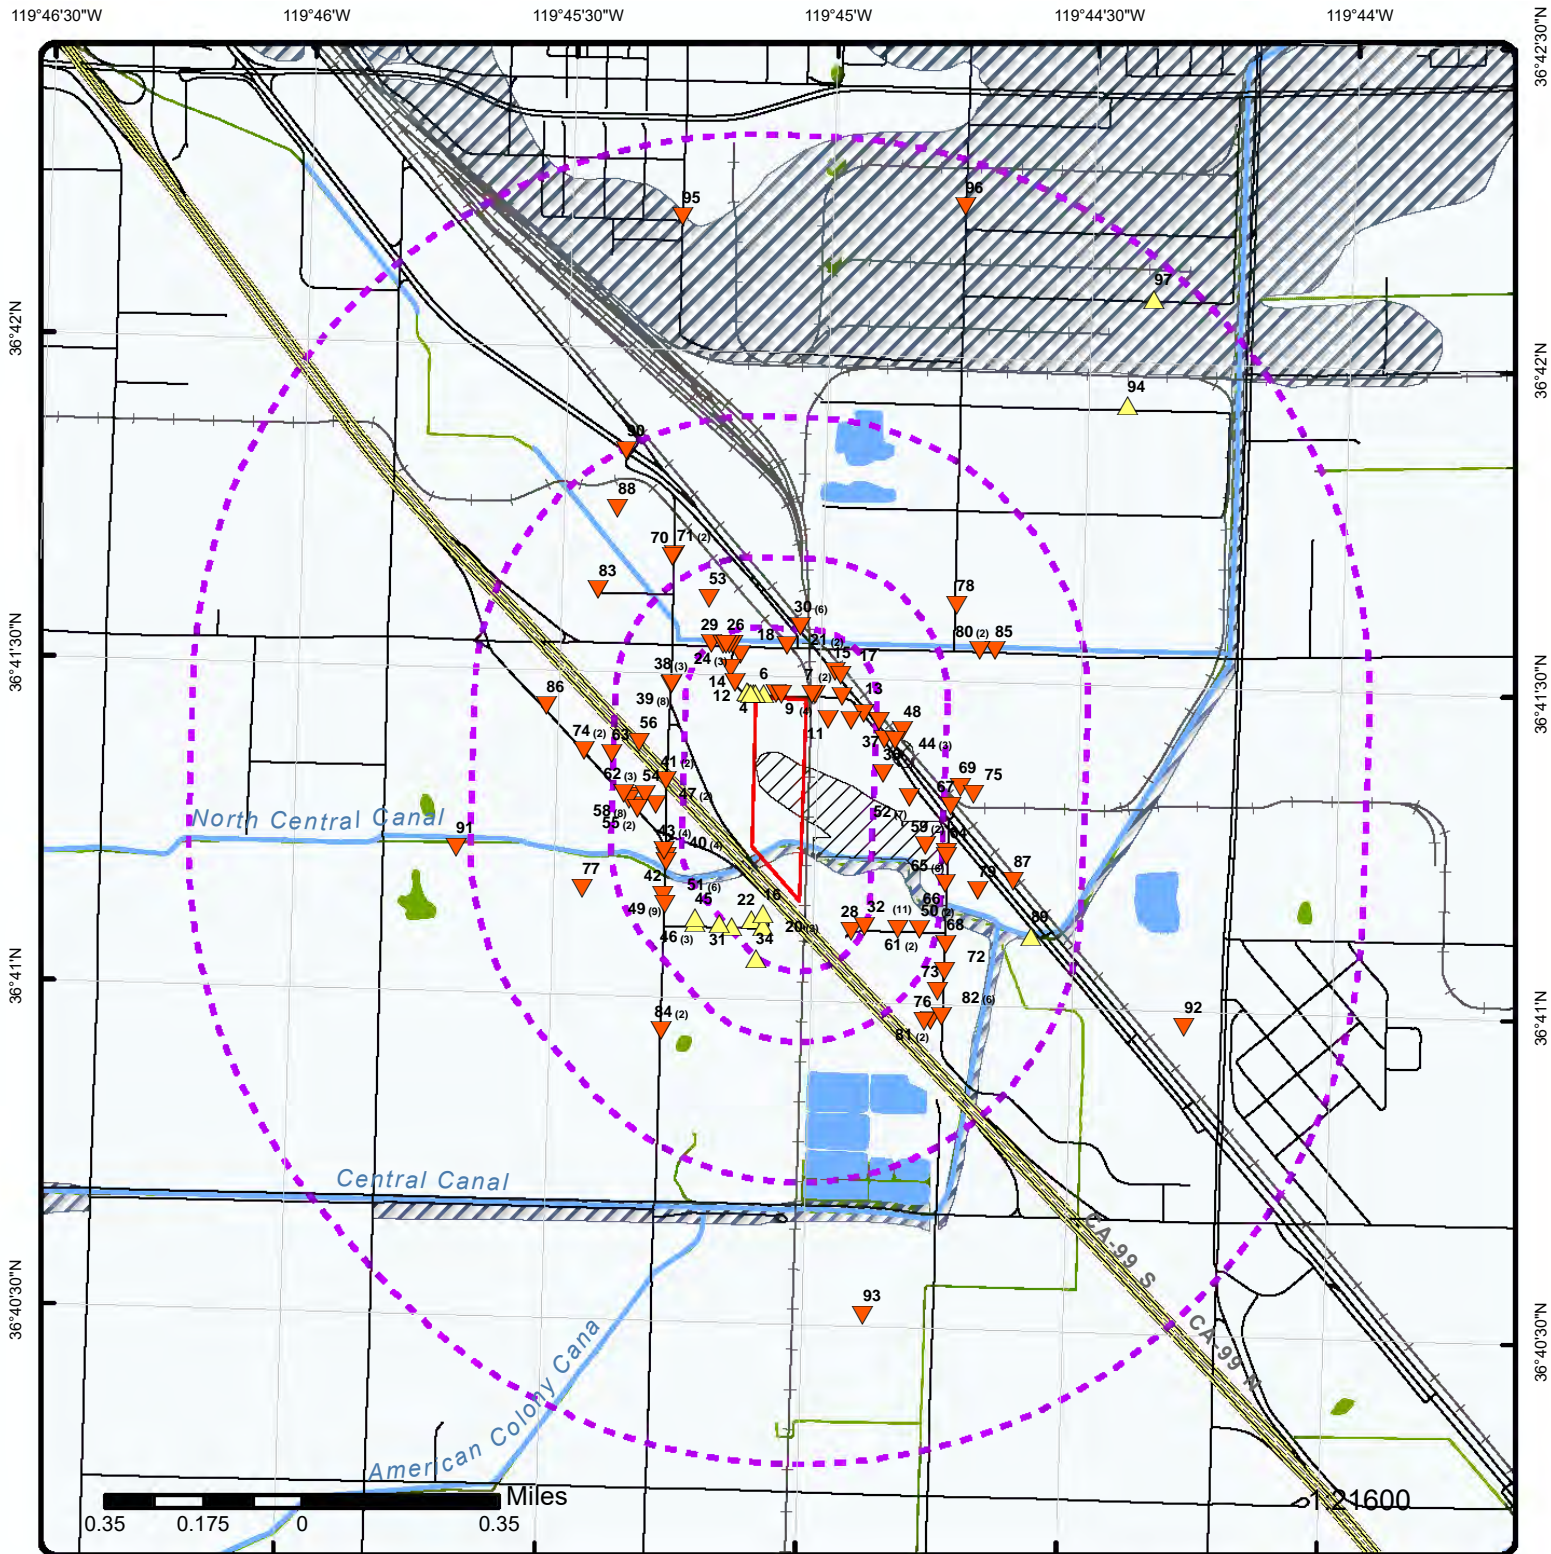 119°46'30"W 119°46'W 119°45'30"W 119°45'W 119°44'30"W 119°44'W
36°42'30"N
95
96
97
36°42'N
36°42'N
94
90
88
70 71 (2)
83
53
78
30 (6)
29 26 18 21 (2)
80 (2) 85
36°41'30"N
36°41'30"N
24 (3)
15 17
38 (3)
14 6 7 (2)
86
39 (8)
12 4 9 (4) 13
56
11
48
74 (2) 63
37
44 (3)
41 (2)
62 (3) 54
69 75
47 (2)
67
58 (8)
52 (7)
North Central Canal
55 (2)
43 (4)
59 (2)
64
91
40 (4)
77
42
51 (6)
65 (8)
79 87
45 22 16
66
49 (9)
28 32 (11) 50 (2)
46 (3) 31 34
20 (3)
61 (2) 68
89
36°41'N
36°41'N
72
73
84 (2)
76 82 (6)
92
81 (2)
Central Canal
CA-99 S
36°40'30"N
36°40'30"N
93
CA-99 N
American Colony Cana
Miles
1:21600
0.35 0.175 0 0.35